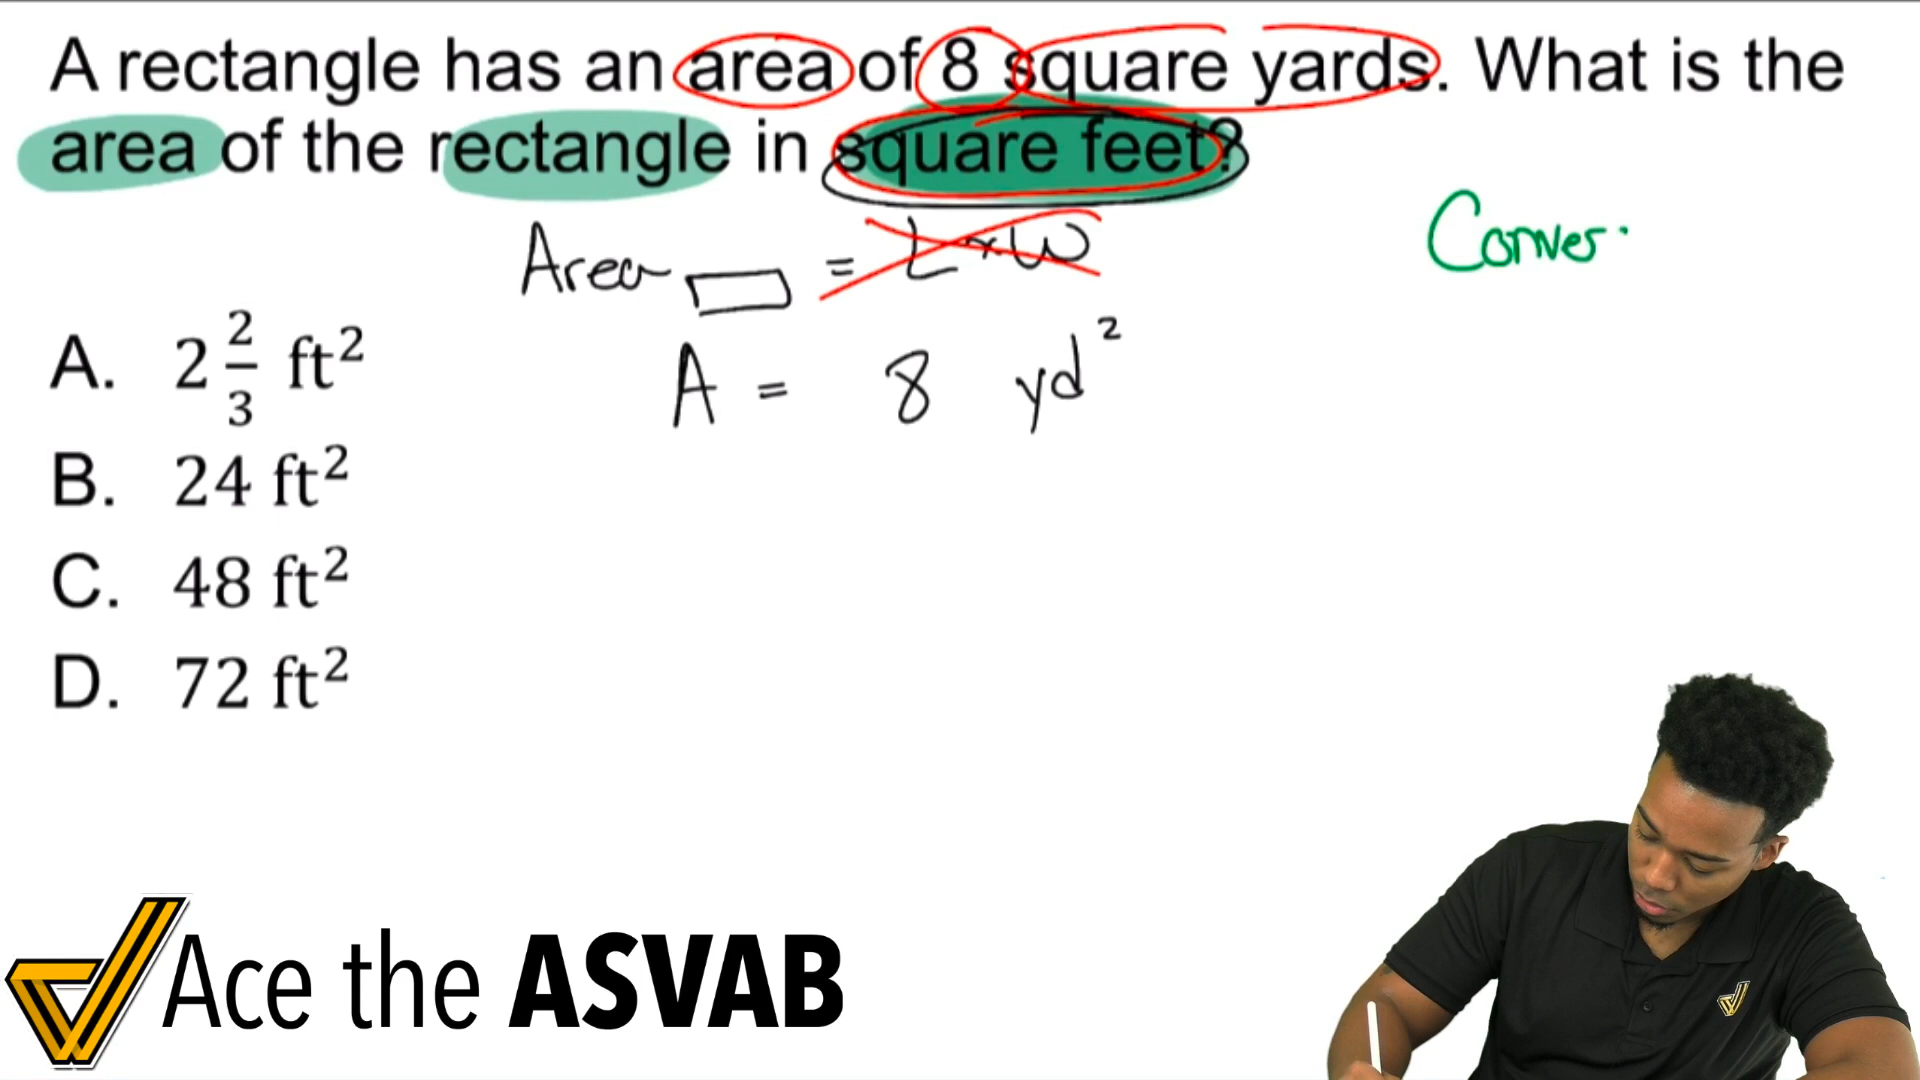 A rectangle has an area of 8 square yards. What is the
area of the rectangle in square feet?
Area = L × W
Conver
A = 8 yd²
A. 2 2/3 ft²
B. 24 ft²
C. 48 ft²
D. 72 ft²
Ace the ASVAB